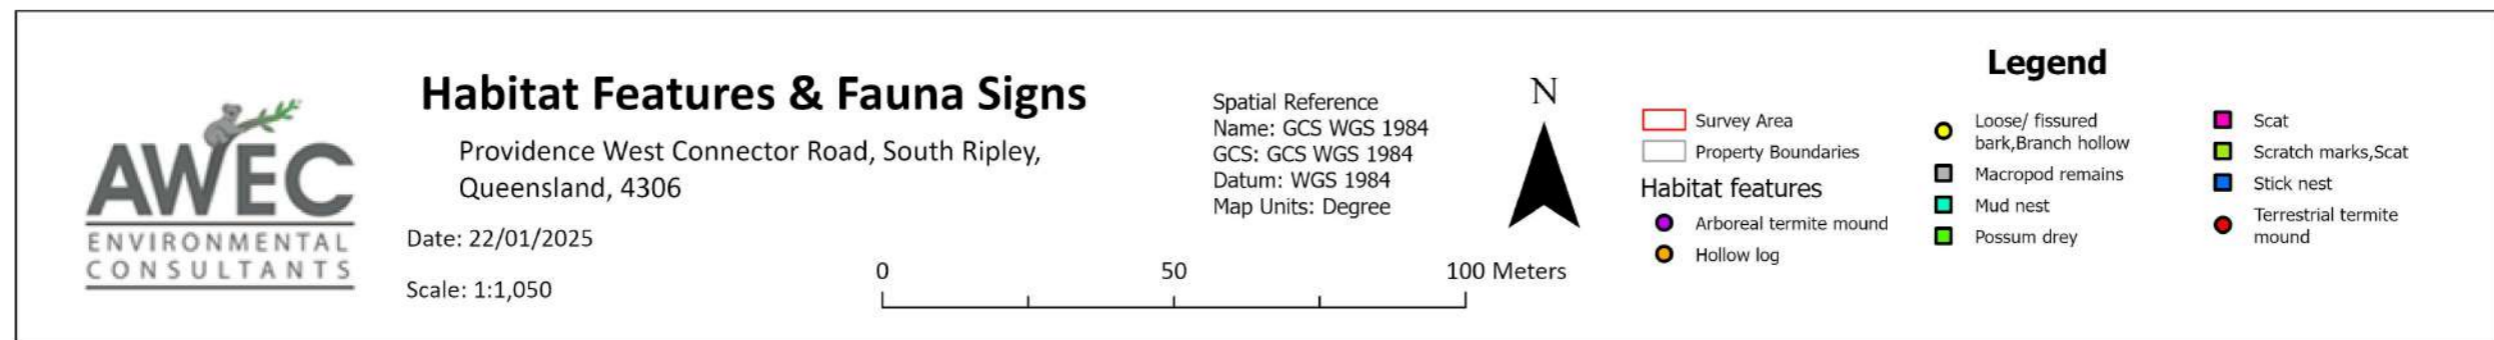 AWEC
ENVIRONMENTAL
CONSULTANTS
Habitat Features & Fauna Signs
Providence West Connector Road, South Ripley,
Queensland, 4306
Date: 22/01/2025
Scale: 1:1,050
0 50 100 Meters
Spatial Reference
Name: GCS WGS 1984
GCS: GCS WGS 1984
Datum: WGS 1984
Map Units: Degree
N
Legend
Survey Area
Property Boundaries
Habitat features
Arboreal termite mound
Hollow log
Loose/ fissured
bark,Branch hollow
Macropod remains
Mud nest
Possum drey
Scat
Scratch marks,Scat
Stick nest
Terrestrial termite
mound